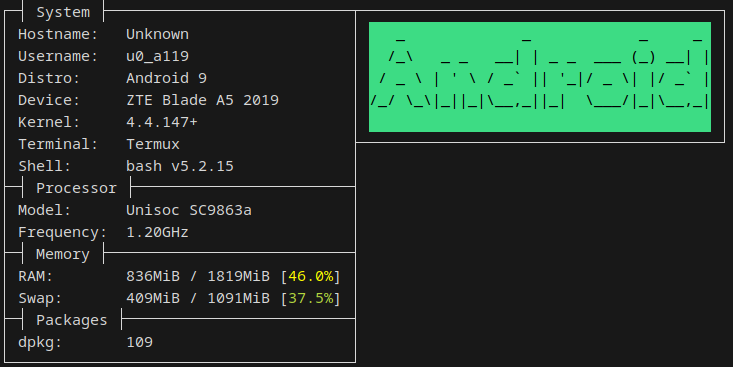 System
Hostname: Unknown
Username: u0_a119
Distro: Android 9
Device: ZTE Blade A5 2019
Kernel: 4.4.147+
Terminal: Termux
Shell: bash v5.2.15
Processor
Model: Unisoc SC9863a
Frequency: 1.20GHz
Memory
RAM: 836MiB / 1819MiB [46.0%]
Swap: 409MiB / 1091MiB [37.5%]
Packages
dpkg: 109
Android